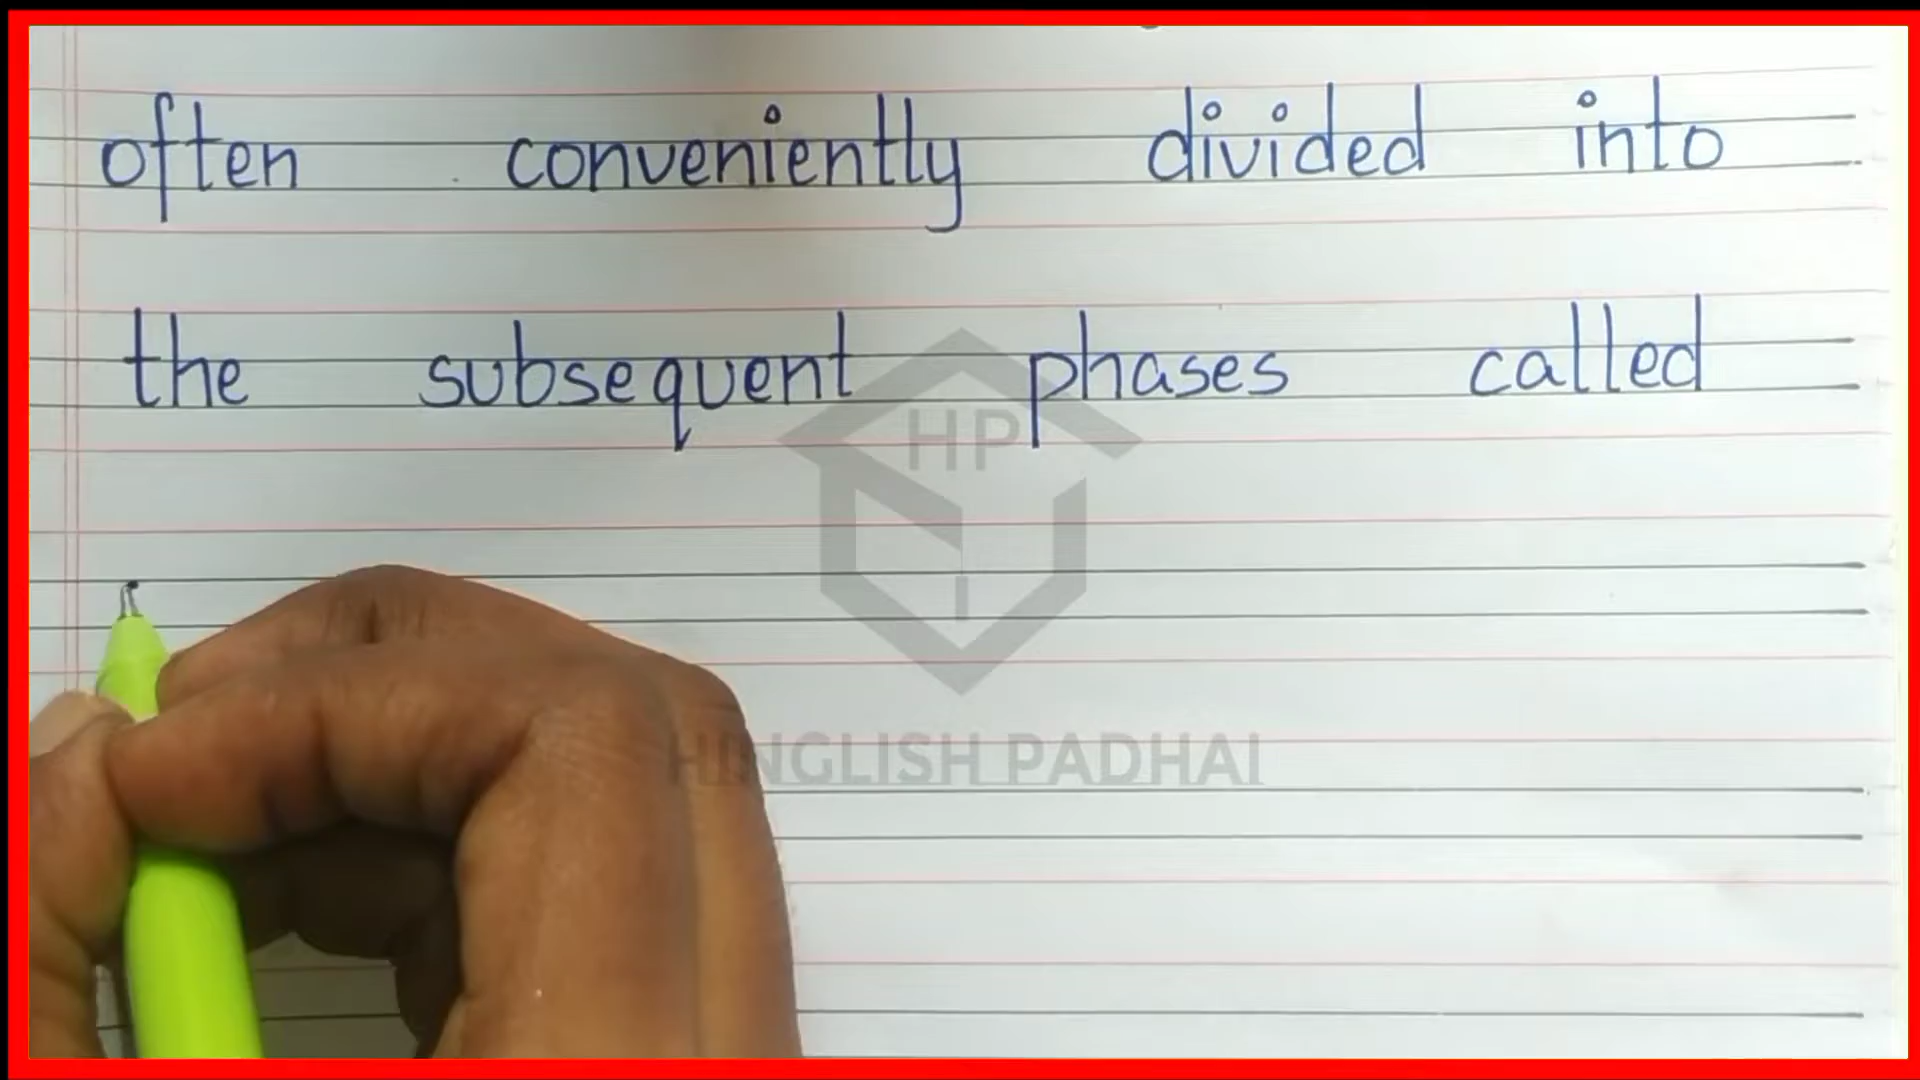 often conveniently divided into
the subsequent phases called
HP
HINGLISH PADHAI